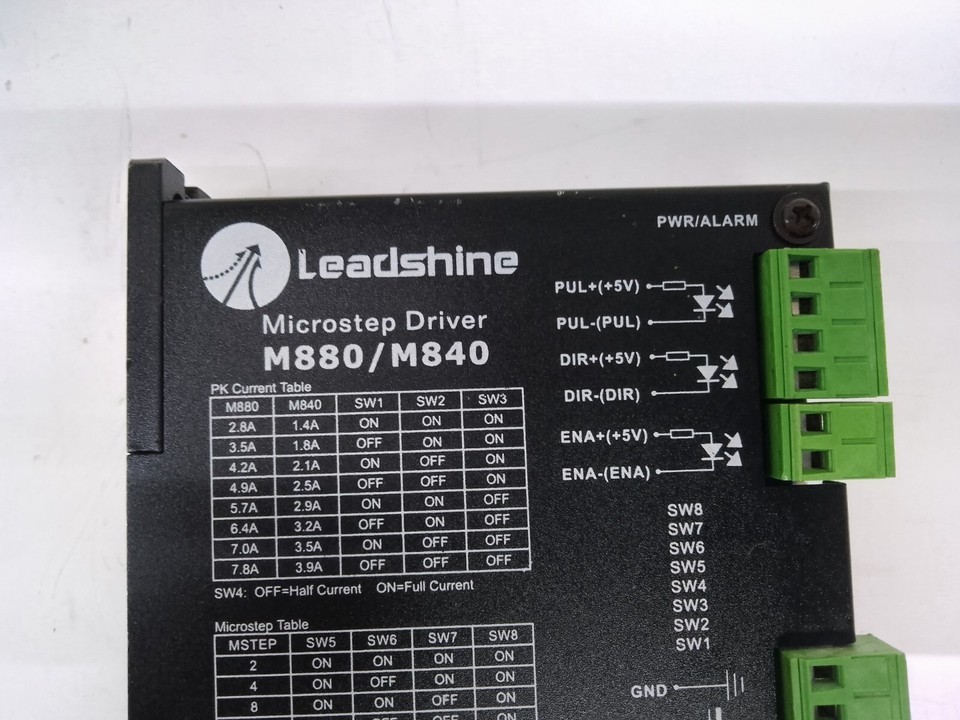 Leadshine
Microstep Driver
M880/M840
PK Current Table
M880 M840 SW1 SW2 SW3
2.8A 1.4A ON ON ON
3.5A 1.8A OFF ON ON
4.2A 2.1A ON OFF ON
4.9A 2.5A OFF OFF ON
5.7A 2.9A ON ON OFF
6.4A 3.2A OFF ON OFF
7.0A 3.5A ON OFF OFF
7.8A 3.9A OFF OFF OFF
SW4: OFF=Half Current ON=Full Current
Microstep Table
MSTEP SW5 SW6 SW7 SW8
2 ON ON ON ON
4 ON OFF ON ON
8 ON ON OFF ON
PWR/ALARM
PUL+(+5V)
PUL-(PUL)
DIR+(+5V)
DIR-(DIR)
ENA+(+5V)
ENA-(ENA)
SW8
SW7
SW6
SW5
SW4
SW3
SW2
SW1
GND